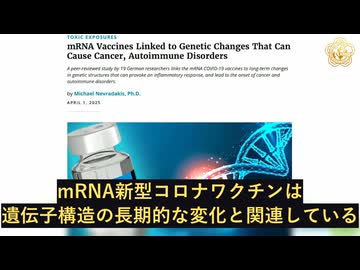 TOXIC EXPOSURES
mRNA Vaccines Linked to Genetic Changes That Can
Cause Cancer, Autoimmune Disorders
A peer-reviewed study by 19 German researchers links the mRNA COVID-19 vaccines to long-term changes
in genetic structures that can provoke an inflammatory response, and lead to the onset of cancer and
autoimmune disorders.
by Michael Nevradakis, Ph.D.
APRIL 1, 2025
mRNA新型コロナワクチンは
遺伝子構造の長期的な変化と関連している